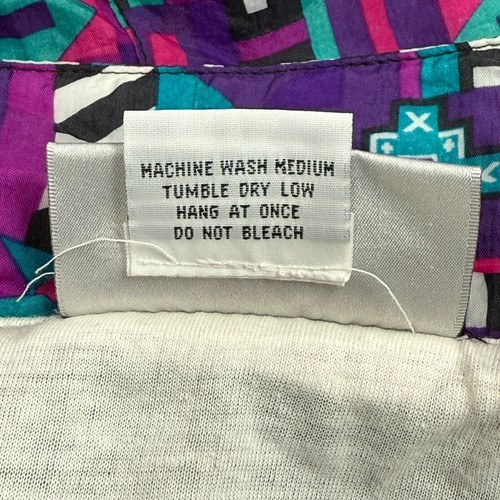 MACHINE WASH MEDIUM
TUMBLE DRY LOW
HANG AT ONCE
DO NOT BLEACH